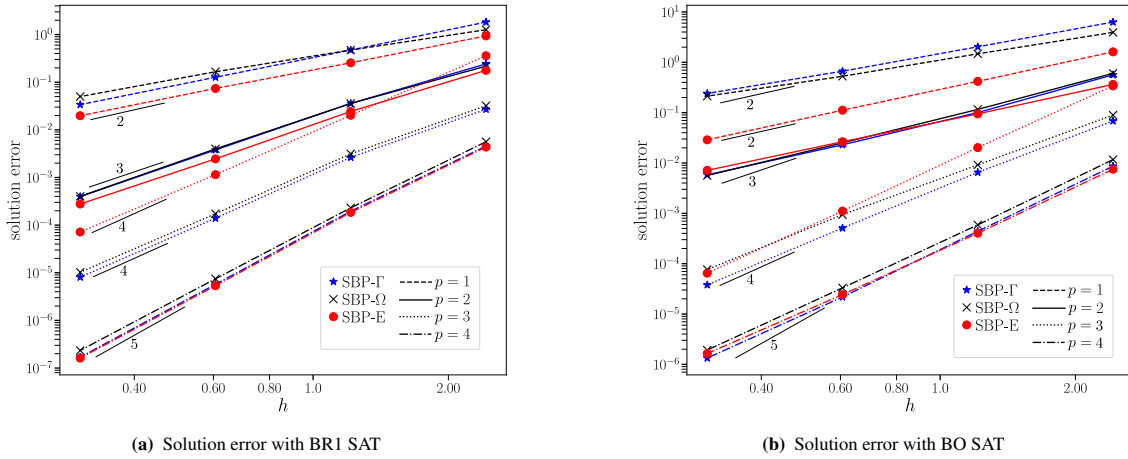 10^0
10^-1
10^-2
10^-3
10^-4
10^-5
10^-6
10^-7
solution error
2
3
4
4
5
SBP-Γ
SBP-Ω
SBP-E
p = 1
p = 2
p = 3
p = 4
0.40 0.60 0.80 1.0 2.00
h
(a) Solution error with BR1 SAT
10^1
10^0
10^-1
10^-2
10^-3
10^-4
10^-5
10^-6
solution error
2
2
3
4
5
SBP-Γ
SBP-Ω
SBP-E
p = 1
p = 2
p = 3
p = 4
0.40 0.60 0.80 1.0 2.00
h
(b) Solution error with BO SAT